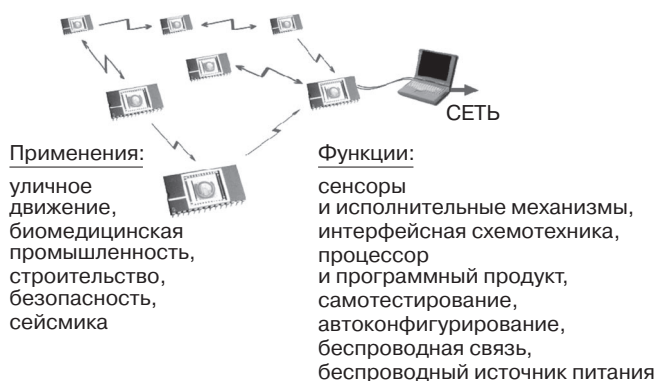 СЕТЬ
Применения:
уличное
движение,
биомедицинская
промышленность,
строительство,
безопасность,
сейсмика
Функции:
сенсоры
и исполнительные механизмы,
интерфейсная схемотехника,
процессор
и программный продукт,
самотестирование,
автоконфигурирование,
беспроводная связь,
беспроводный источник питания